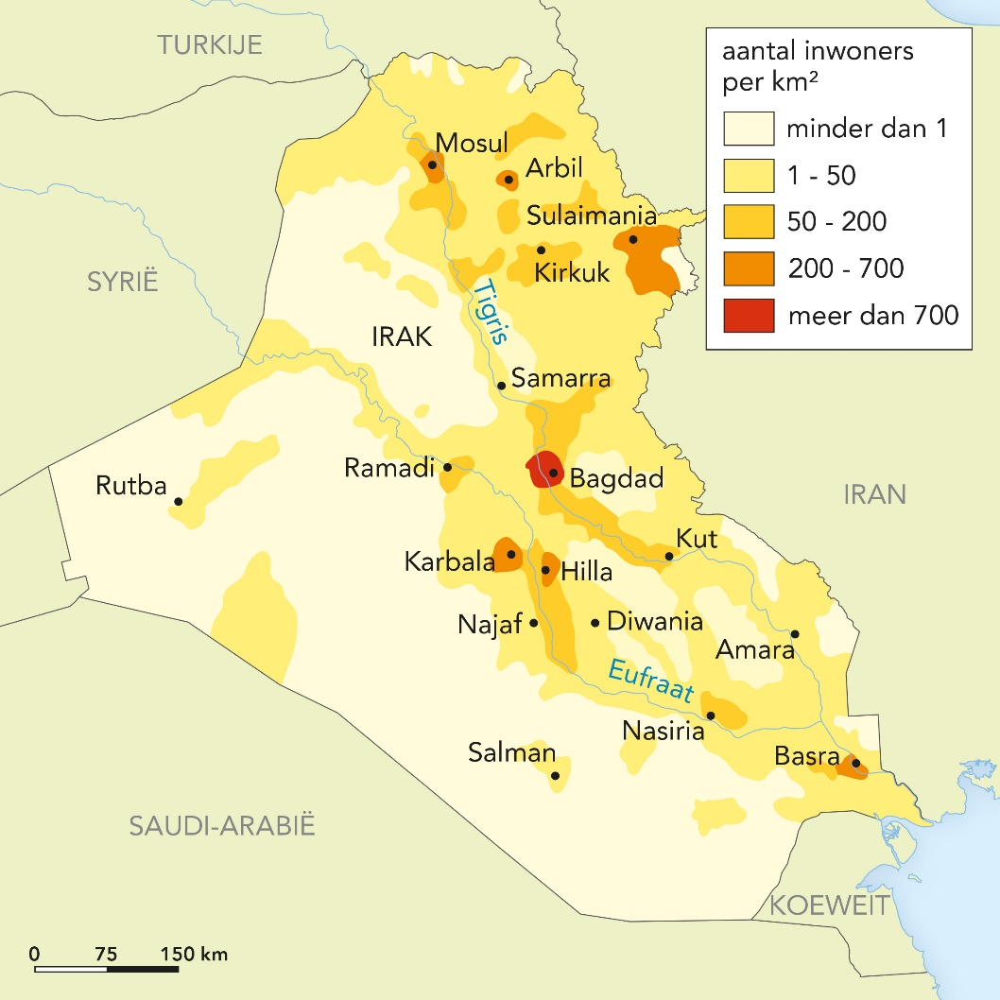 TURKIJE
aantal inwoners
per km²
minder dan 1
1 - 50
50 - 200
200 - 700
meer dan 700
Mosul
Arbil
Sulaimania
Kirkuk
SYRIË
Tigris
IRAK
Samarra
Ramadi
Bagdad
Rutba
IRAN
Kut
Karbala
Hilla
Najaf
Diwania
Amara
Eufraat
Nasiria
Salman
Basra
SAUDI-ARABIË
KOEWEIT
0 75 150 km